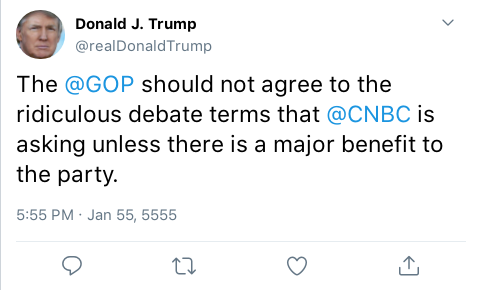 Donald J. Trump
@realDonaldTrump
The @GOP should not agree to the
ridiculous debate terms that @CNBC is
asking unless there is a major benefit to
the party.
5:55 PM · Jan 55, 5555